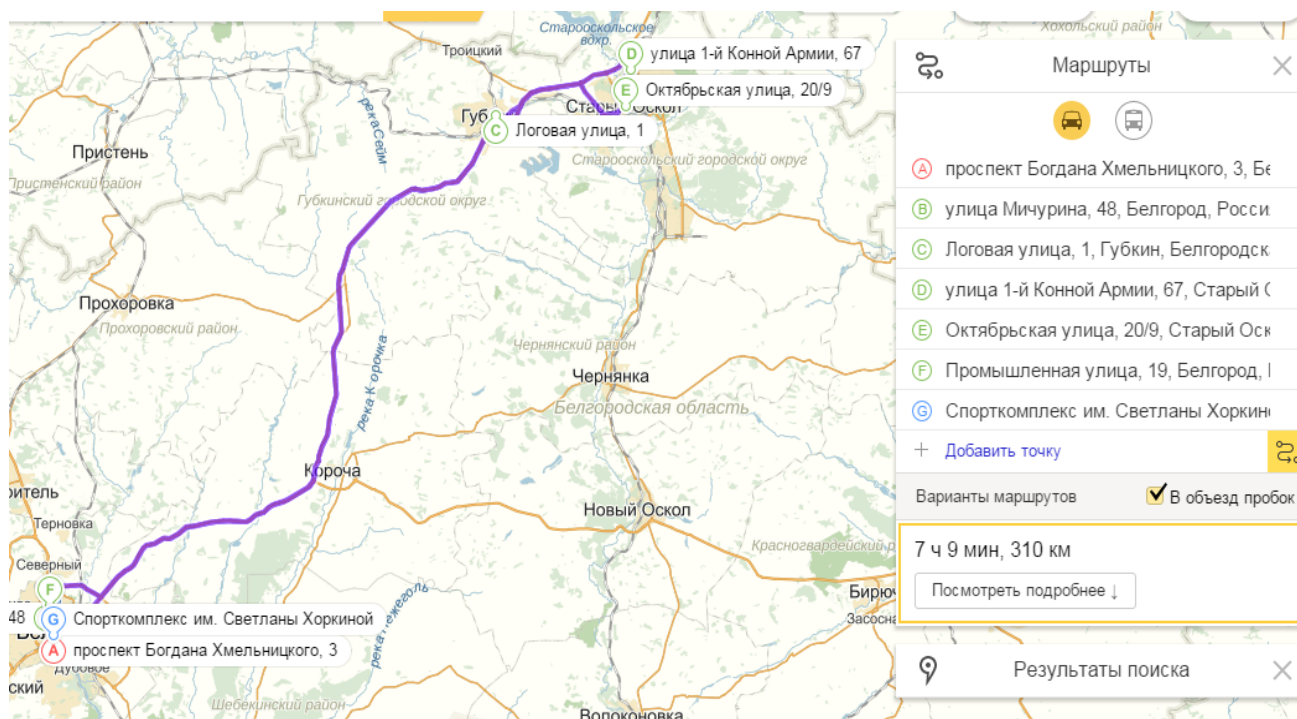 Хохольский район
Старооскольское
вдхр.
Троицкий
D улица 1-й Конной Армии, 67
E Октябрьская улица, 20/9
Старый Оскол
Губ
C Логовая улица, 1
река Сейм
Пристень
Пристенский район
Старооскольский городской округ
Губкинский городской округ
Прохоровка
Прохоровский район
река Короча
Чернянский район
Чернянка
Белгородская область
Короча
Новый Оскол
Терновка
Красногвардейский р
Северный
F
Бирюч
48
G Спорткомплекс им. Светланы Хоркиной
A проспект Богдана Хмельницкого, 3
Дубовое
ский
Шебекинский район
Волоконовка
Маршруты
A проспект Богдана Хмельницкого, 3, Бе
B улица Мичурина, 48, Белгород, Росси
C Логовая улица, 1, Губкин, Белгородск
D улица 1-й Конной Армии, 67, Старый О
E Октябрьская улица, 20/9, Старый Оск
F Промышленная улица, 19, Белгород,
G Спорткомплекс им. Светланы Хоркин
+ Добавить точку
Варианты маршрутов В объезд пробок
7 ч 9 мин, 310 км
Посмотреть подробнее ↓
Результаты поиска